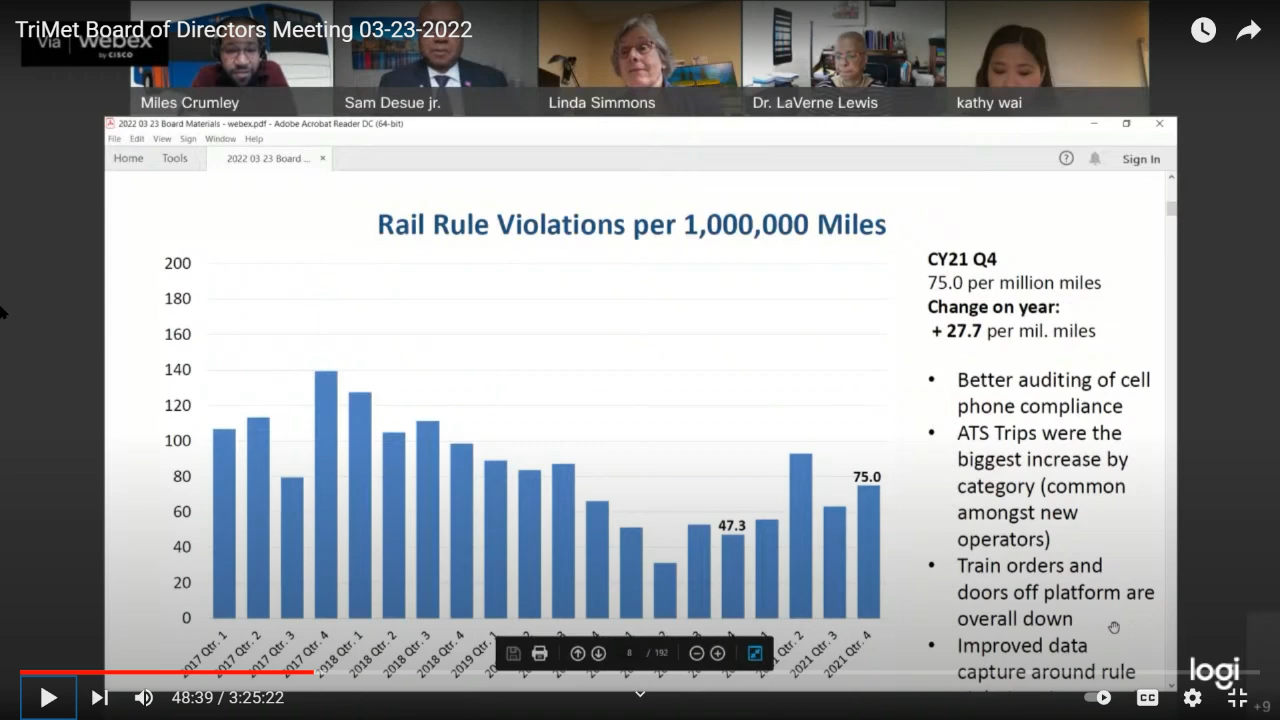 TriMet Board of Directors Meeting 03-23-2022
Via Webex
by CISCO
Miles Crumley
Sam Desue jr.
Linda Simmons
Dr. LaVerne Lewis
kathy wai
2022 03 23 Board Materials - webex.pdf - Adobe Acrobat Reader DC (64-bit)
File Edit View Sign Window Help
Home Tools 2022 03 23 Board ... × Sign In
Rail Rule Violations per 1,000,000 Miles
200
180
160
140
120
100
80
60
40
20
0
47.3
75.0
2017 Qtr. 1
2017 Qtr. 2
2017 Qtr. 3
2017 Qtr. 4
2018 Qtr. 1
2018 Qtr. 2
2018 Qtr. 3
2018 Qtr. 4
2019 Qtr. 1
2021 Qtr. 2
2021 Qtr. 3
2021 Qtr. 4
CY21 Q4
75.0 per million miles
Change on year:
+ 27.7 per mil. miles
• Better auditing of cell
phone compliance
• ATS Trips were the
biggest increase by
category (common
amongst new
operators)
• Train orders and
doors off platform are
overall down
• Improved data
capture around rule
8 / 192
logi
48:39 / 3:25:22
CC
+9